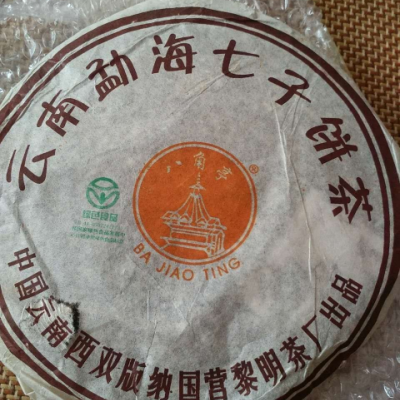 云南勐海七子饼茶
八角亭
®
BA JIAO TING
绿色食品
中国云南西双版纳国营黎明茶厂出品